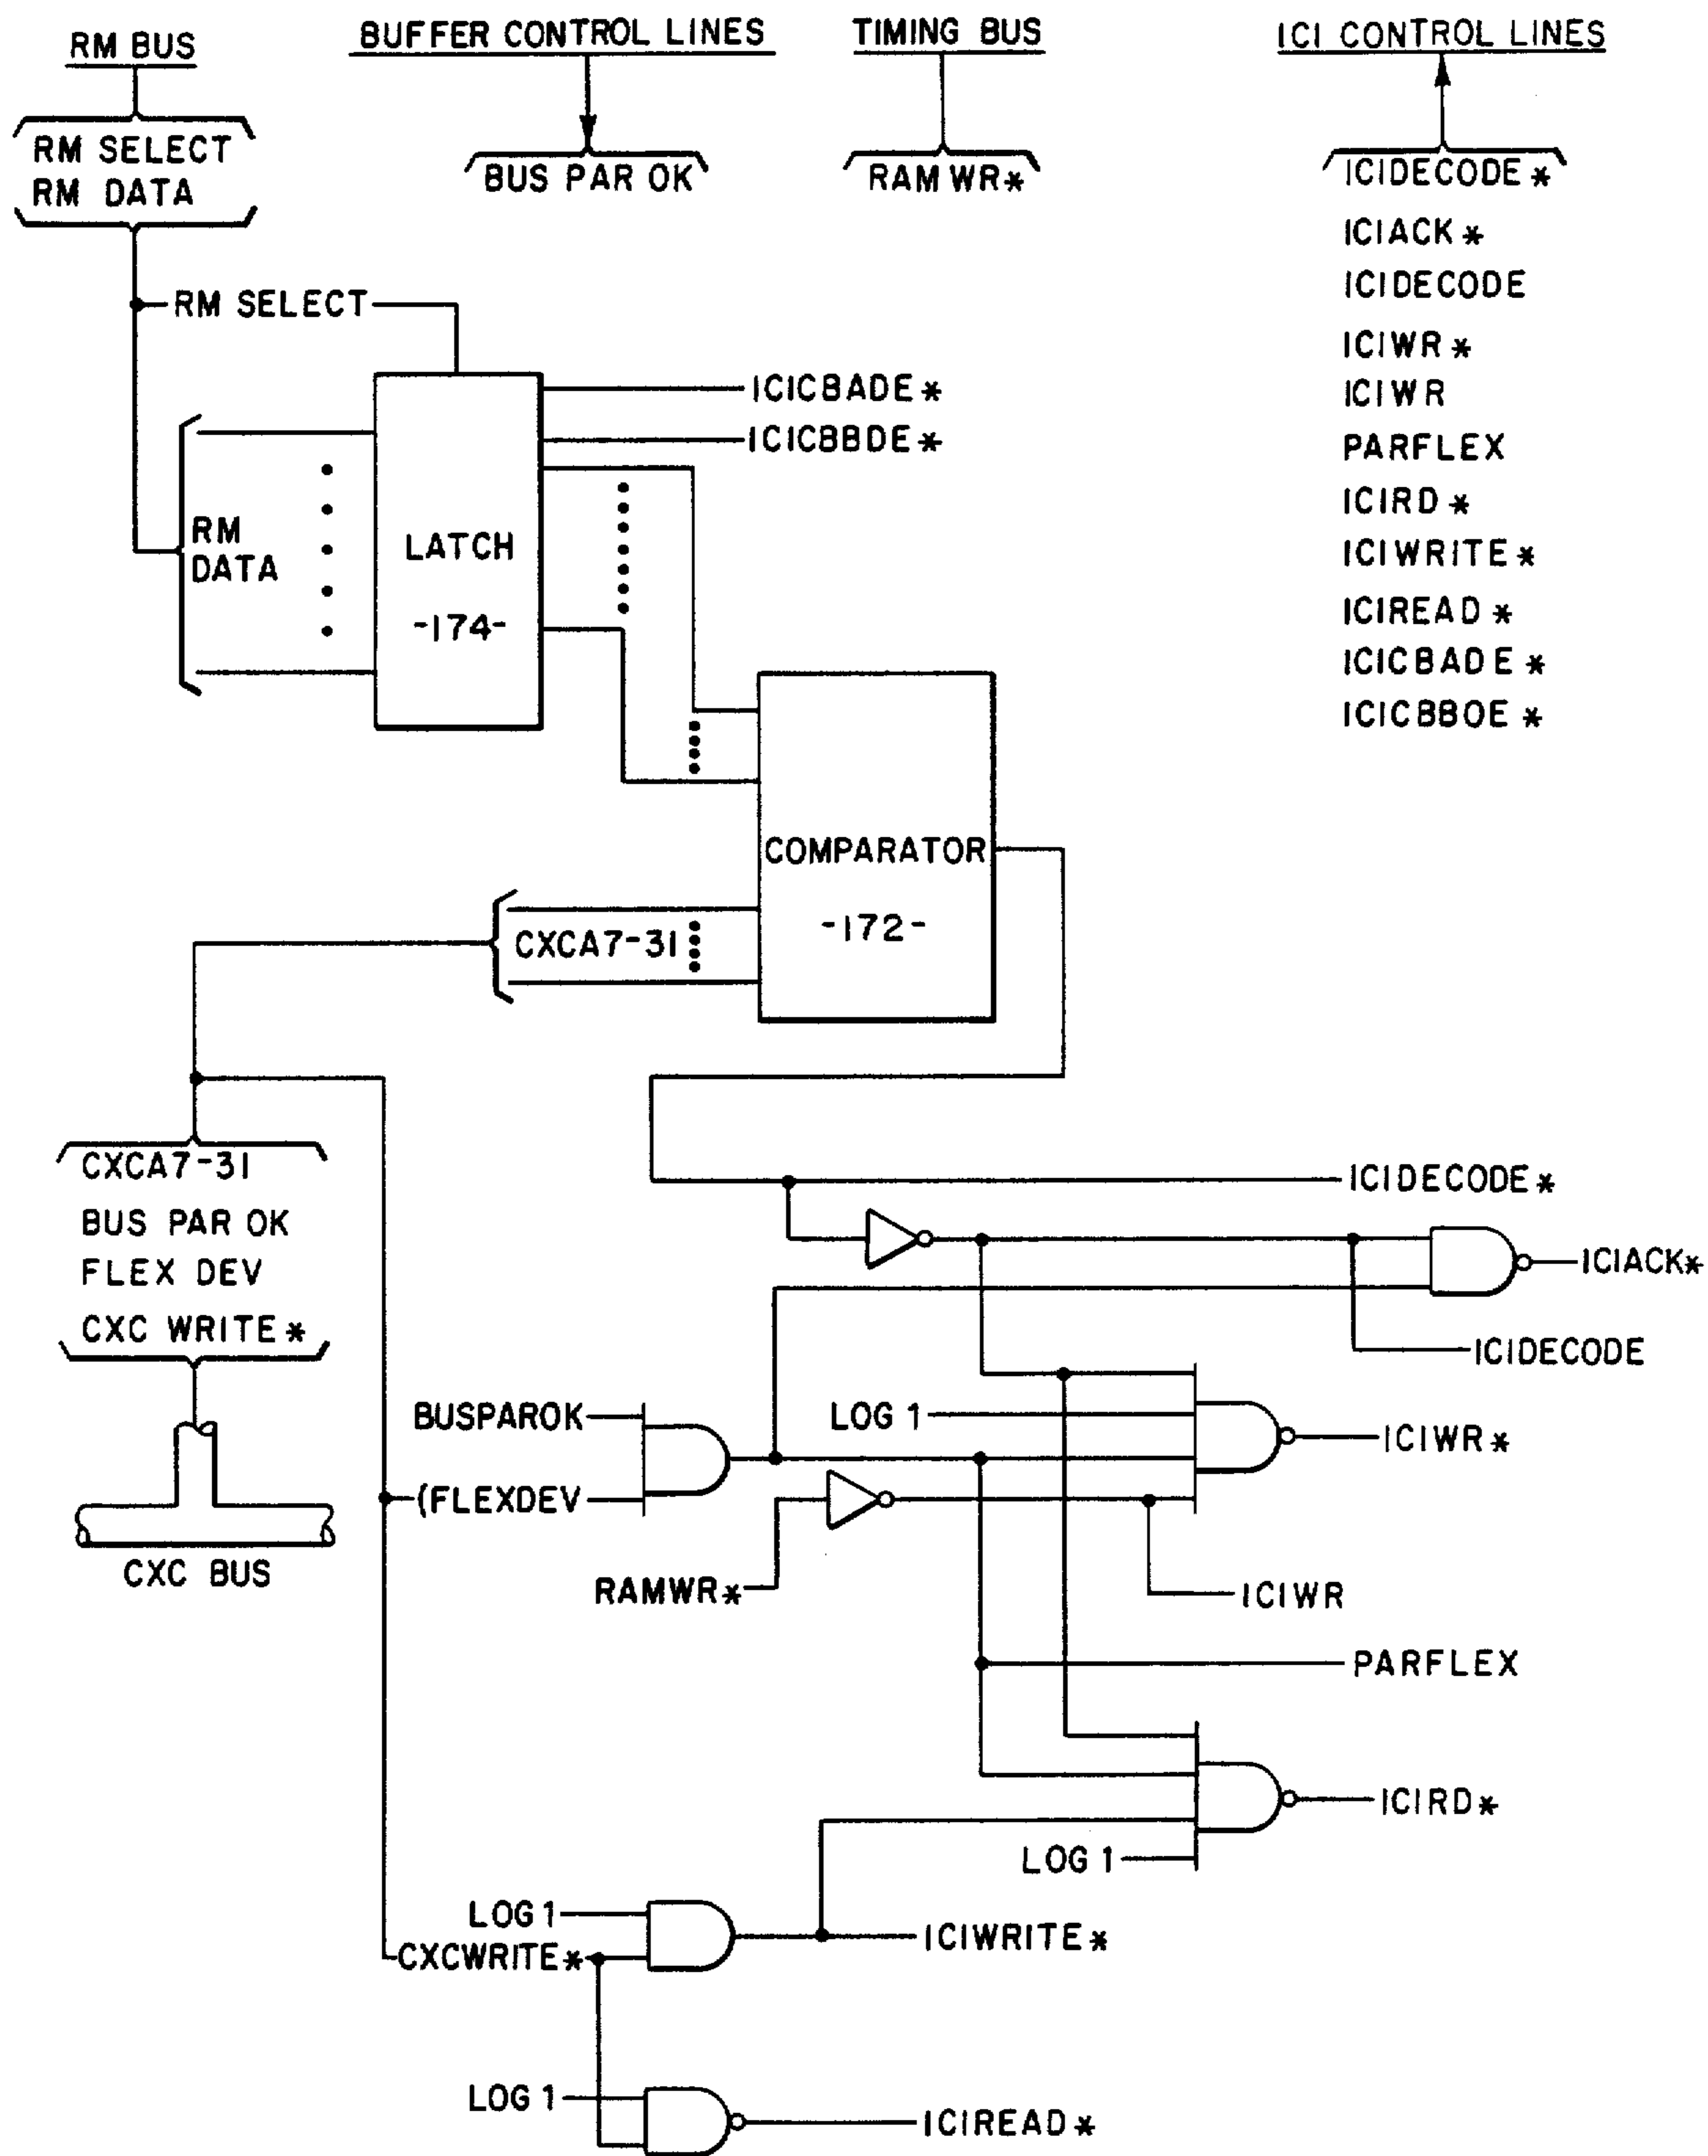 RM BUS
BUFFER CONTROL LINES
TIMING BUS
ICI CONTROL LINES
RM SELECT
RM DATA
BUS PAR OK
RAMWR*
ICIDECODE*
ICIACK*
ICIDECODE
ICIWR*
ICIWR
PARFLEX
ICIRD*
ICIWRITE*
ICIREAD*
ICICBADE*
ICICBBOE*
RM SELECT
ICICBADE*
ICICBBDE*
RM
DATA
LATCH
-174-
COMPARATOR
-172-
CXCA7-31
CXCA7-31
BUS PAR OK
FLEX DEV
CXC WRITE*
CXC BUS
ICIDECODE*
ICIACK*
ICIDECODE
BUSPAROK
LOG 1
ICIWR*
(FLEXDEV
RAMWR*
ICIWR
PARFLEX
ICIRD*
LOG 1
LOG 1
CXCWRITE*
ICIWRITE*
LOG 1
ICIREAD*